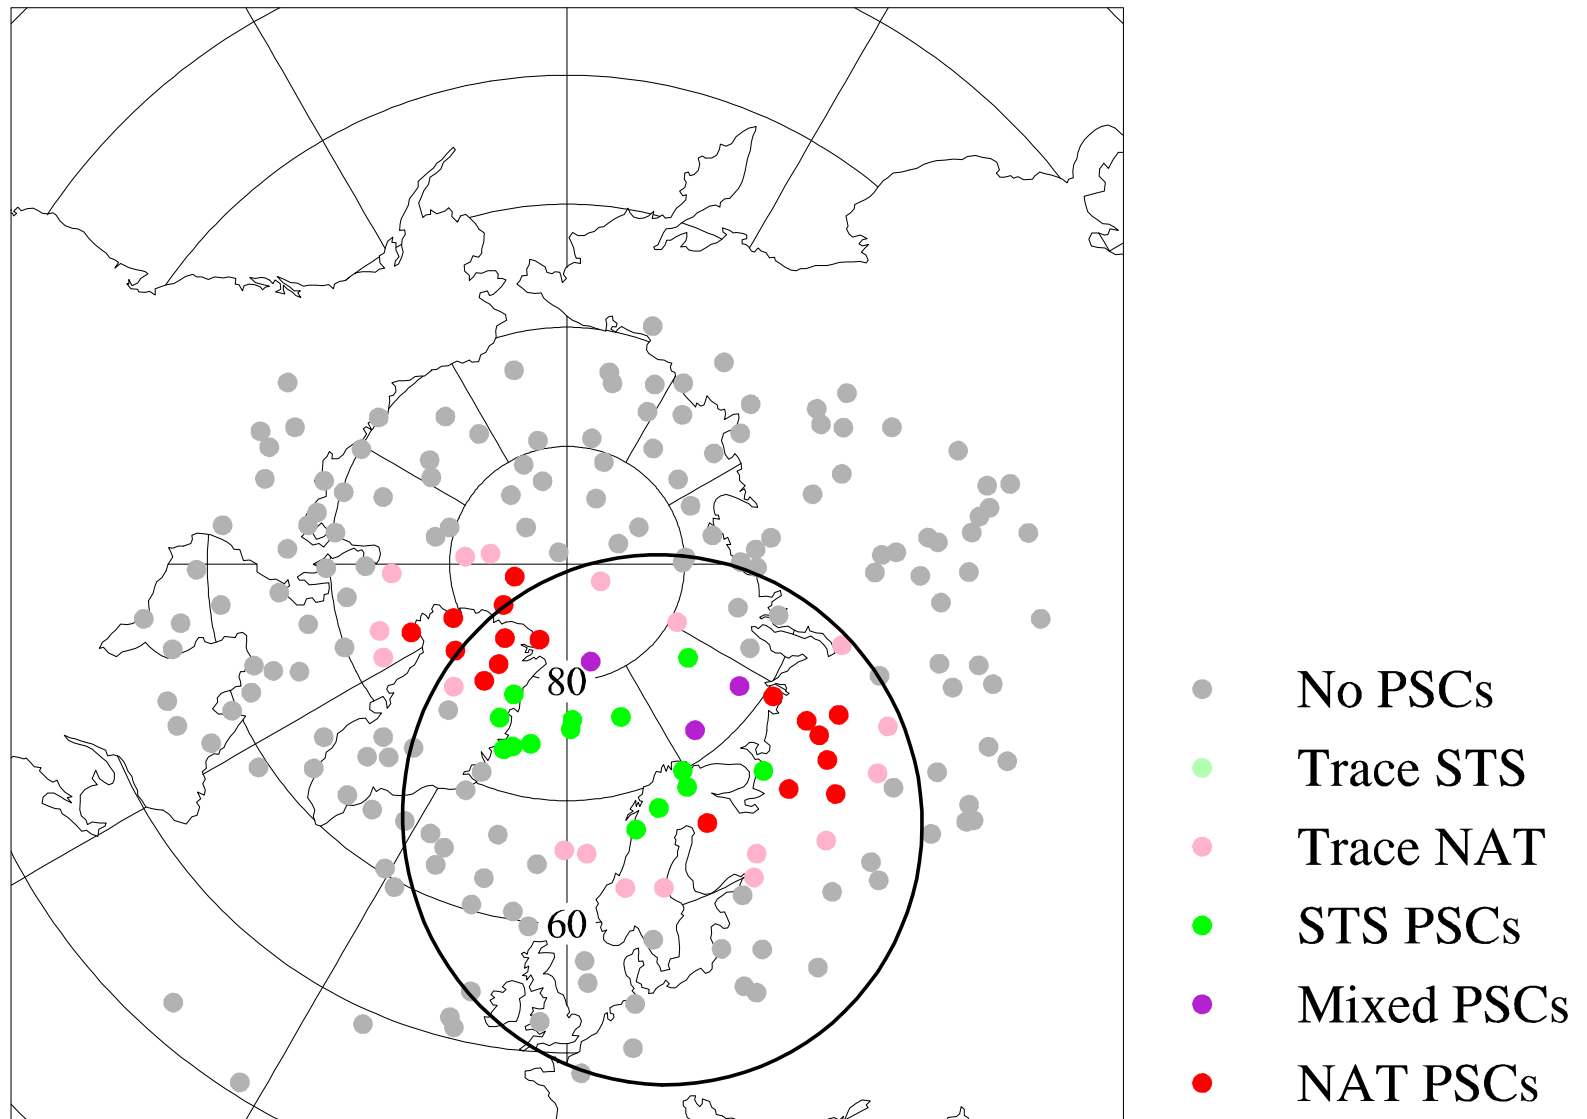 80
60
No PSCs
Trace STS
Trace NAT
STS PSCs
Mixed PSCs
NAT PSCs